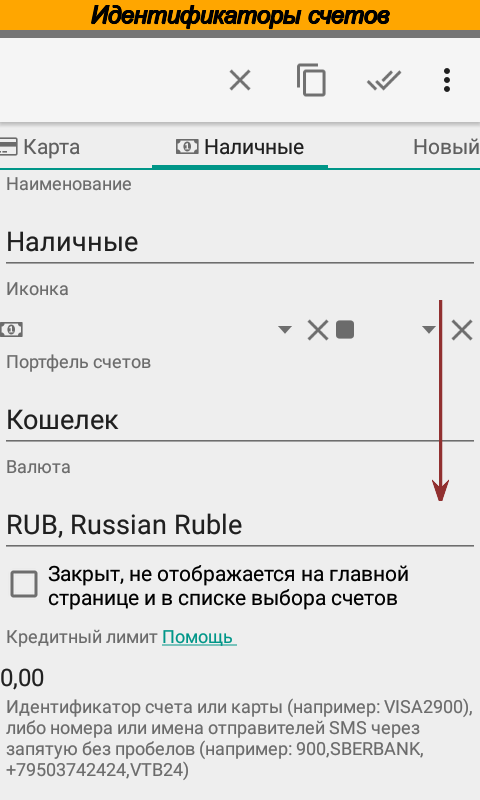 Идентификаторы счетов
Карта
Наличные
Новый
Наименование
Наличные
Иконка
Портфель счетов
Кошелек
Валюта
RUB, Russian Ruble
Закрыт, не отображается на главной
странице и в списке выбора счетов
Кредитный лимит Помощь
0,00
Идентификатор счета или карты (например: VISA2900),
либо номера или имена отправителей SMS через
запятую без пробелов (например: 900,SBERBANK,
+79503742424,VTB24)